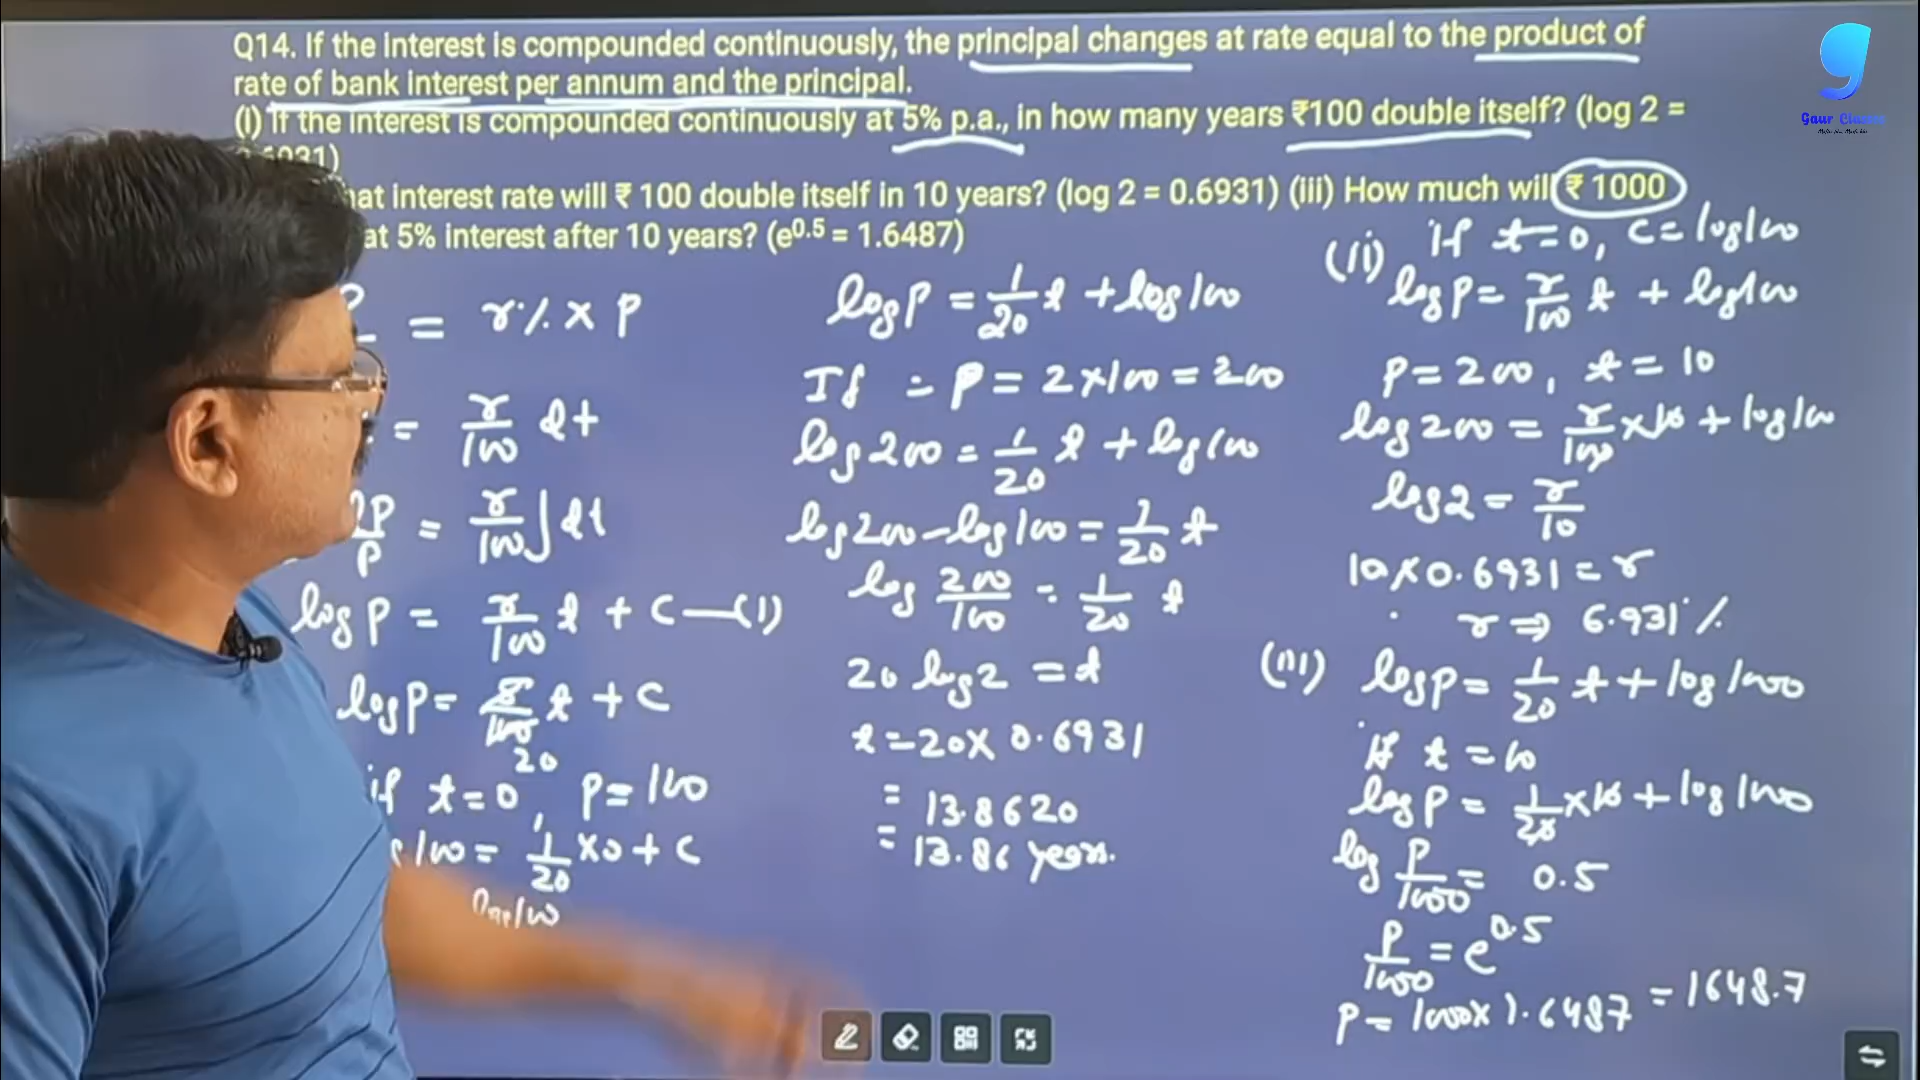 Q14. If the interest is compounded continuously, the principal changes at rate equal to the product of
rate of bank interest per annum and the principal.
(I) If the interest is compounded continuously at 5% p.a., in how many years ₹100 double itself? (log 2 =
6931)
hat interest rate will ₹ 100 double itself in 10 years? (log 2 = 0.6931) (iii) How much will ₹ 1000
at 5% interest after 10 years? (e^0.5 = 1.6487)
Gaur Classes
= r% × P
= r/100 dt
dP/P = r/100 ∫dt
log P = r/100 t + C —(1)
log P = 5/100 t + C
20
if t = 0, P = 100
100 = 1/20 × 0 + C
log 100
log P = 1/20 t + log 100
If = P = 2 × 100 = 200
log 200 = 1/20 t + log 100
log 200 - log 100 = 1/20 t
log 200/100 = 1/20 t
20 log 2 = t
t = 20 × 0.6931
= 13.8620
= 13.86 years.
(ii) if t = 0, C = log 100
log P = r/100 t + log 100
P = 200, t = 10
log 200 = r/100 × 10 + log 100
log 2 = r/10
10 × 0.6931 = r
r ⇒ 6.931 %
(iii) log P = 1/20 t + log 1000
if t = 10
log P = 1/20 × 10 + log 1000
log P/1000 = 0.5
P/1000 = e^0.5
P = 1000 × 1.6487 = 1648.7